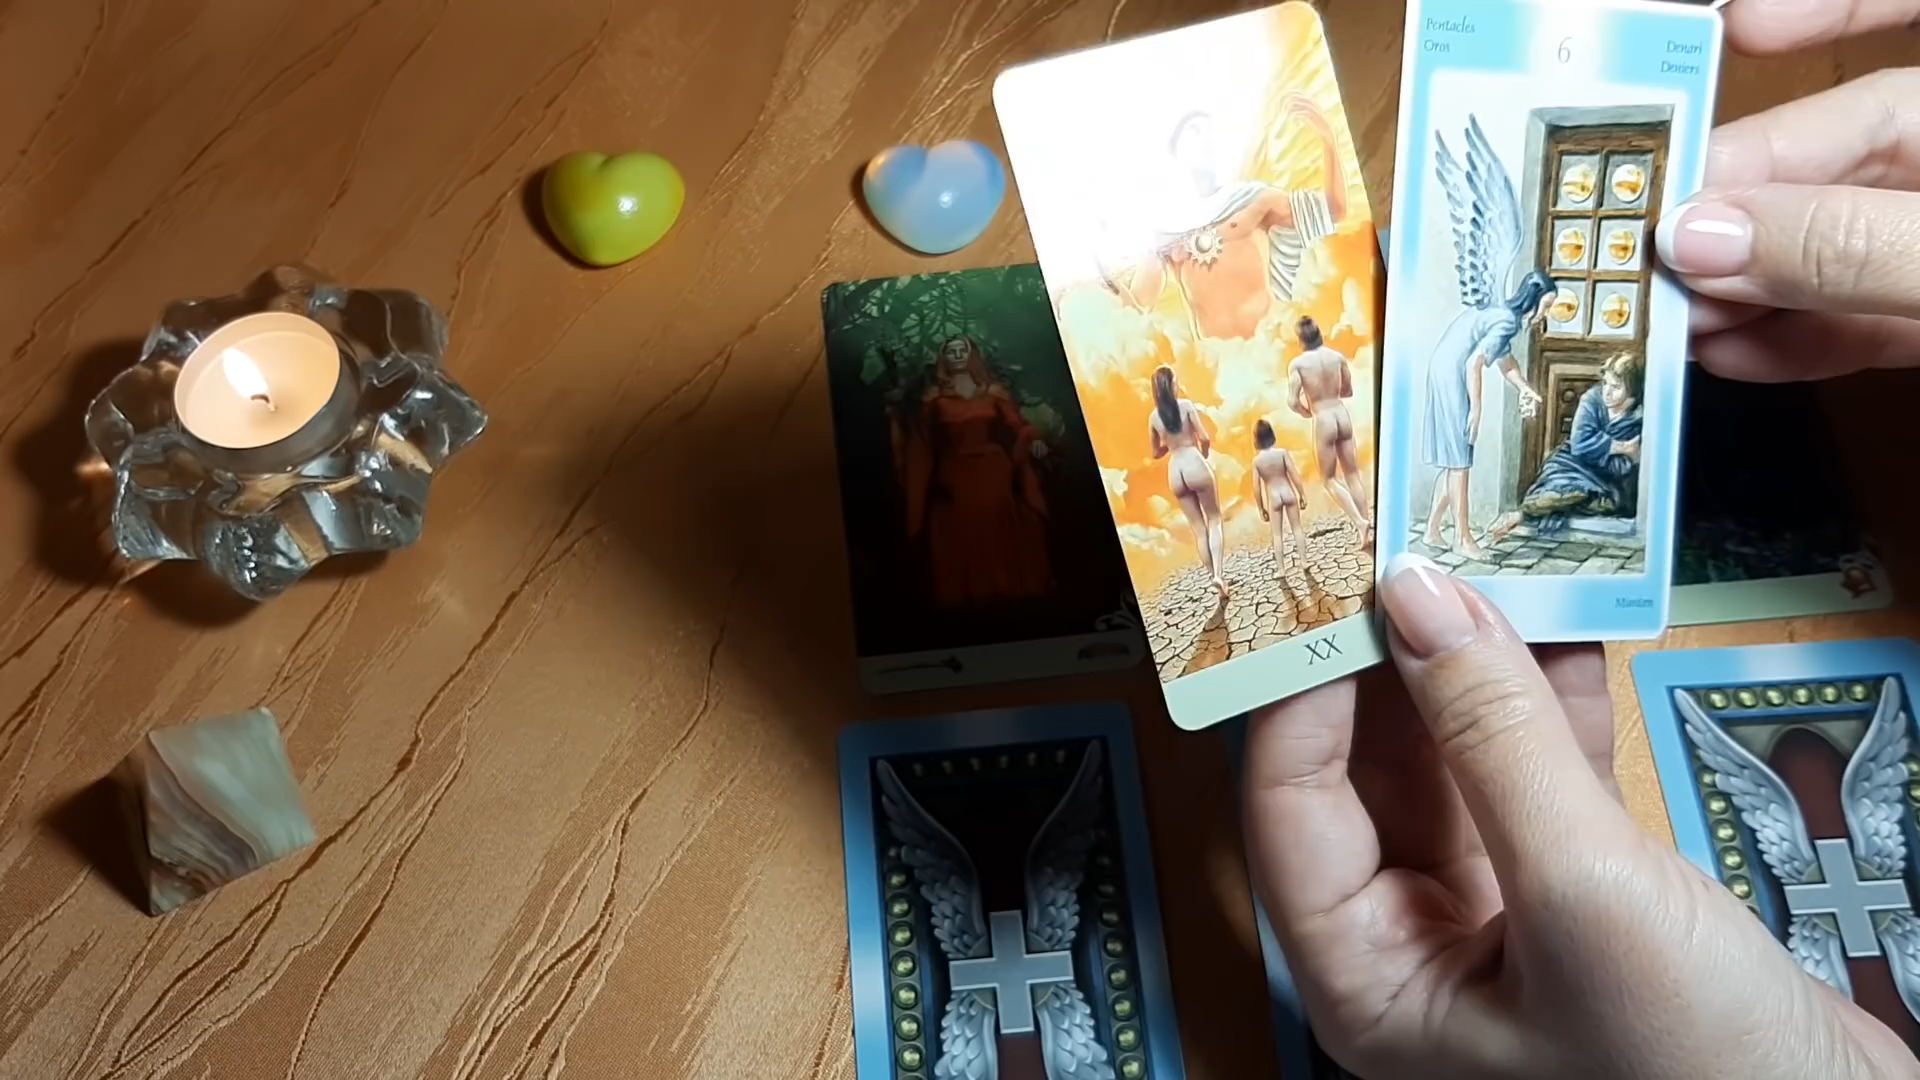 Pentacles
Oros
6
Denari
Deniers
XX